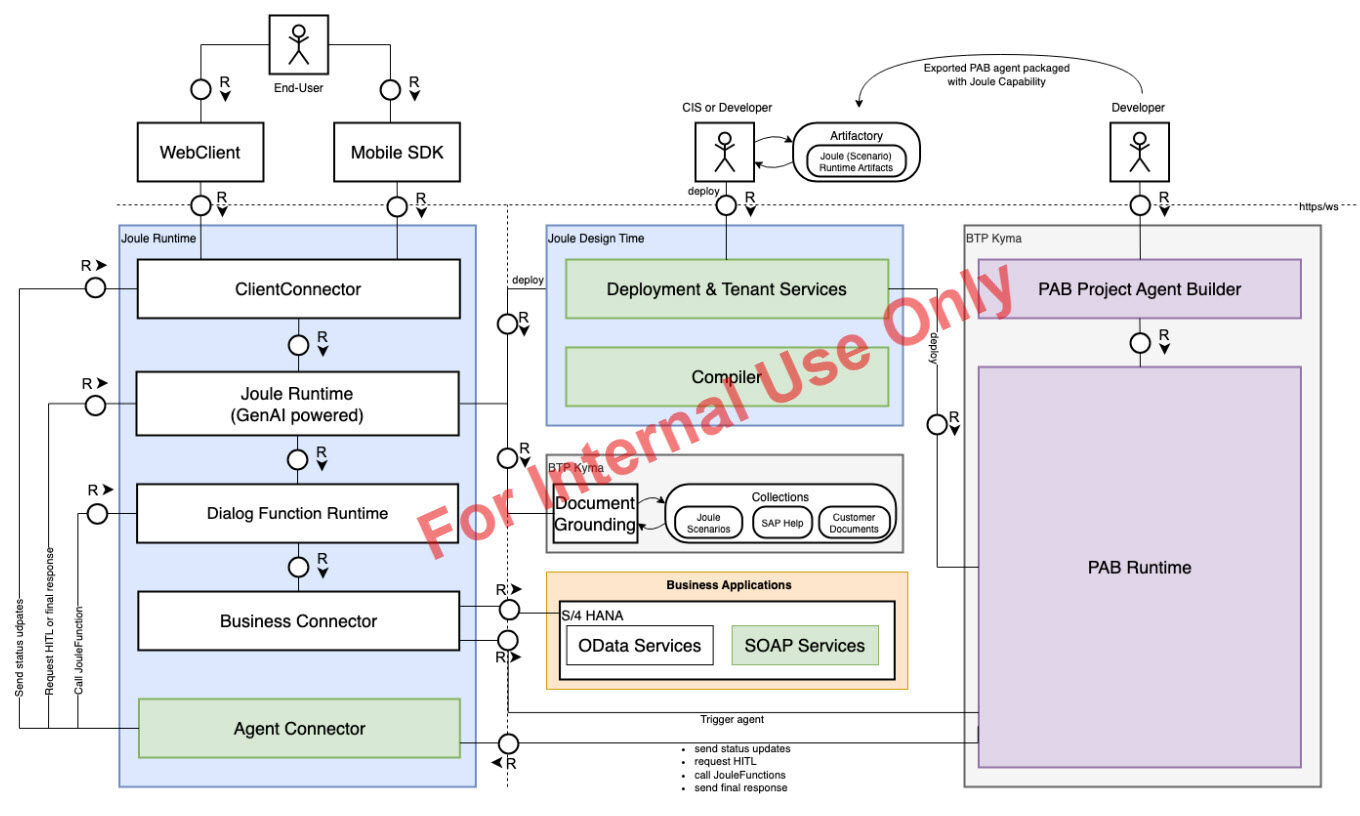 End-User
R
R
Exported PAB agent packaged
with Joule Capability
CIS or Developer
Developer
WebClient
Mobile SDK
Artifactory
Joule (Scenario)
Runtime Artifacts
deploy
R
R
R
R
https/ws
Joule Runtime
Joule Design Time
BTP Kyma
R
ClientConnector
deploy
Deployment & Tenant Services
PAB Project Agent Builder
R
R
R
deploy
Compiler
R
Joule Runtime
(GenAI powered)
R
R
R
BTP Kyma
R
Dialog Function Runtime
Document
Grounding
Collections
Joule
Scenarios
SAP Help
Customer
Documents
R
PAB Runtime
Business Applications
R
Business Connector
S/4 HANA
OData Services
SOAP Services
R
Send status udpates
Request HITL or final response
Call JouleFunction
Trigger agent
Agent Connector
R
• send status updates
• request HITL
• call JouleFunctions
• send final response
For Internal Use Only